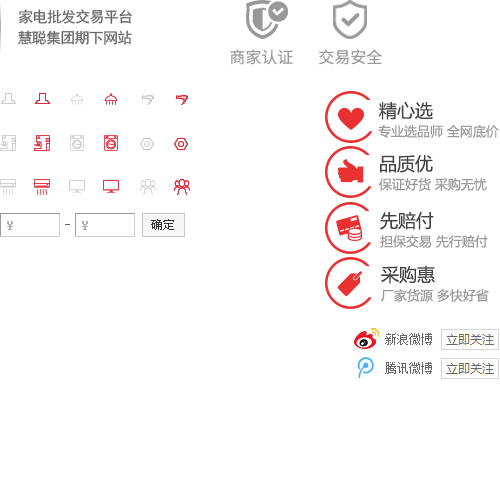 家电批发交易平台
慧聪集团旗下网站
商家认证 交易安全
精心选
专业选品师 全网底价
品质优
保证好货 采购无忧
¥ - ¥ 确定
先赔付
担保交易 先行赔付
采购惠
厂家货源 多快好省
新浪微博 立即关注
腾讯微博 立即关注